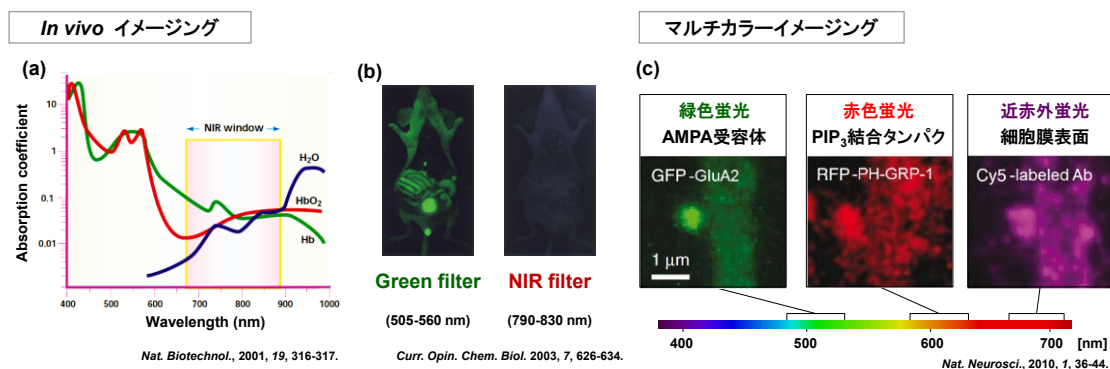 In vivo イメージング
マルチカラーイメージング
(a)
Absorption coefficient
10
1
0.1
0.01
NIR window
H₂O
HbO₂
Hb
400 500 600 700 800 900 1000
Wavelength (nm)
Nat. Biotechnol., 2001, 19, 316-317.
(b)
Green filter
(505-560 nm)
NIR filter
(790-830 nm)
Curr. Opin. Chem. Biol. 2003, 7, 626-634.
(c)
緑色蛍光
AMPA受容体
GFP-GluA2
1 μm
赤色蛍光
PIP₃結合タンパク
RFP-PH-GRP-1
近赤外蛍光
細胞膜表面
Cy5-labeled Ab
400 500 600 700 [nm]
Nat. Neurosci., 2010, 1, 36-44.